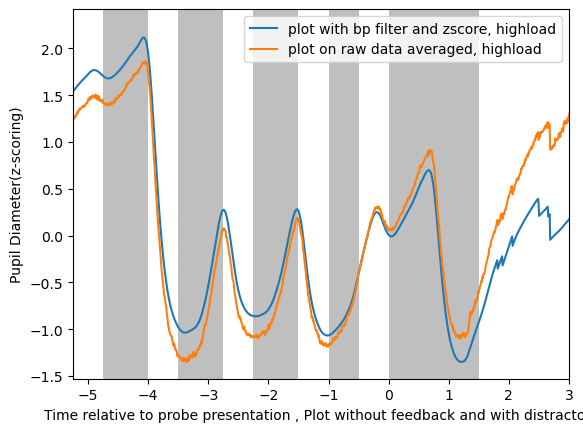 plot with bp filter and zscore, highload
plot on raw data averaged, highload
Pupil Diameter(z-scoring)
2.0
1.5
1.0
0.5
0.0
−0.5
−1.0
−1.5
−5 −4 −3 −2 −1 0 1 2 3
Time relative to probe presentation , Plot without feedback and with distracto